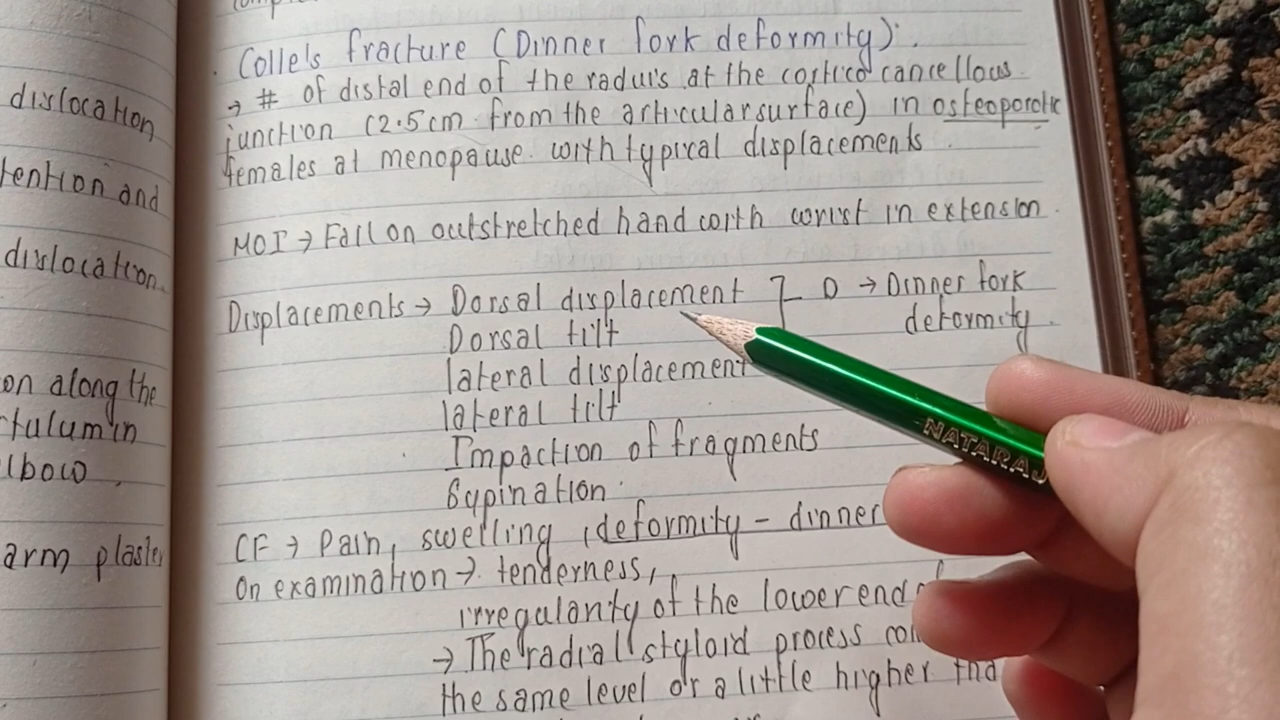 dislocation
tention and
dislocation.
on along the
tulum in
lbow.
arm plaster
Colle's fracture (Dinner fork deformity).
→ # of distal end of the raduis at the cortico cancellous
junction (2.5cm from the articular surface) in osteoporotic
females at menopause with typical displacements.
MOI → Fall on outstretched hand with wrist in extension.
Displacements → Dorsal displacement ] D → Dinner fork
Dorsal tilt deformity.
lateral displacement
lateral tilt
Impaction of fragments
Supination.
CF → Pain, swelling, deformity - dinner
On examination → tenderness,
irregularity of the lower end
→ The radial styloid process
the same level or a little higher tha
NATARAJ